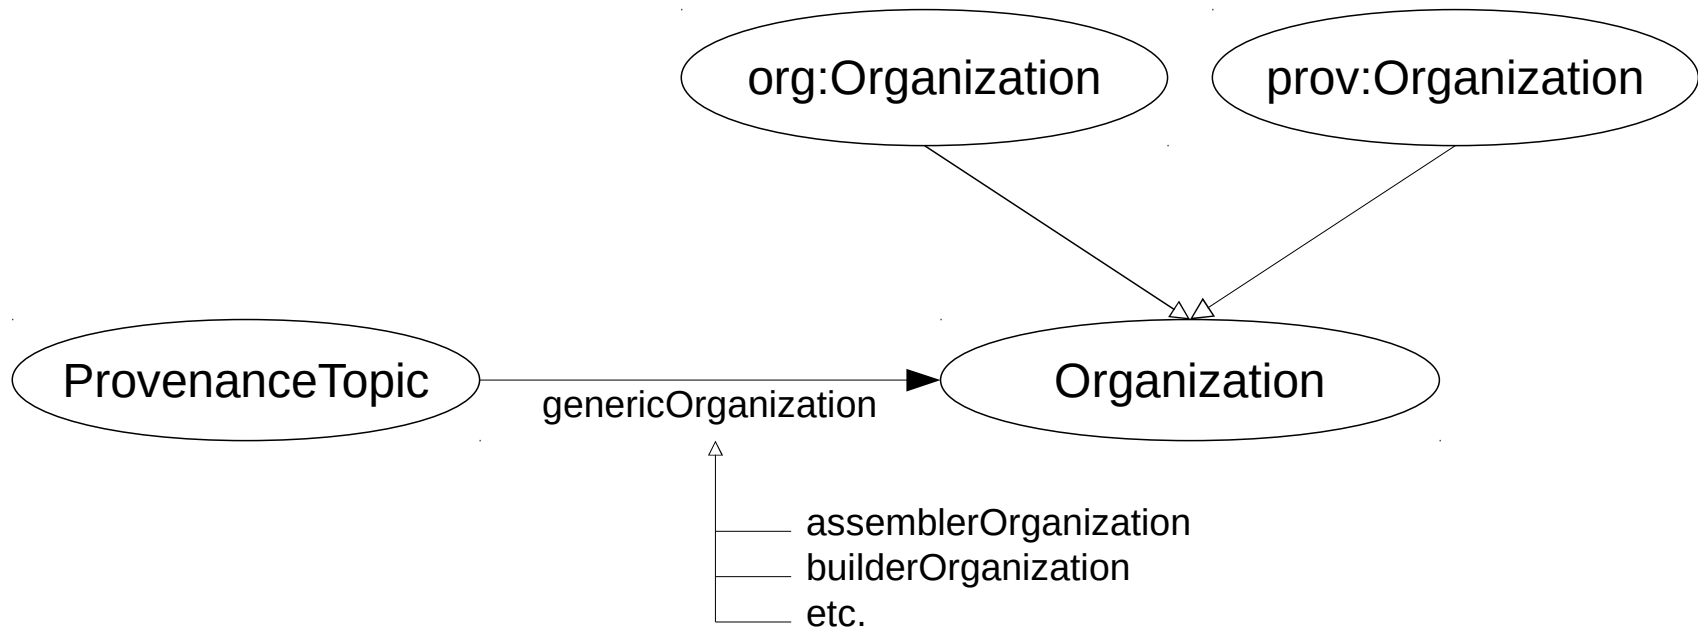 org:Organization
prov:Organization
ProvenanceTopic
genericOrganization
Organization
assemblerOrganization
builderOrganization
etc.